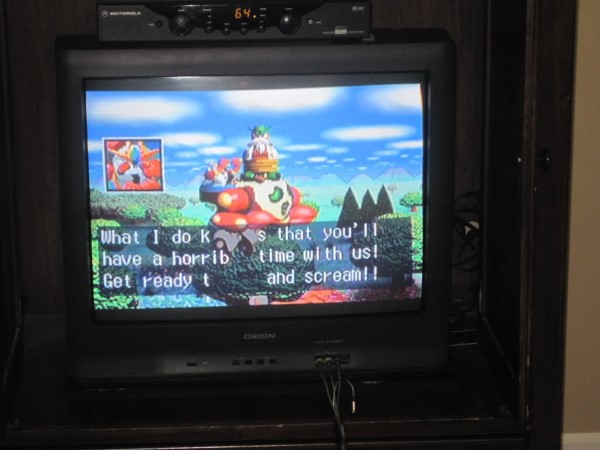 MOTOROLA
64.
What I do k s that you'll
have a horrib time with us!
Get ready t and scream!!
ORION